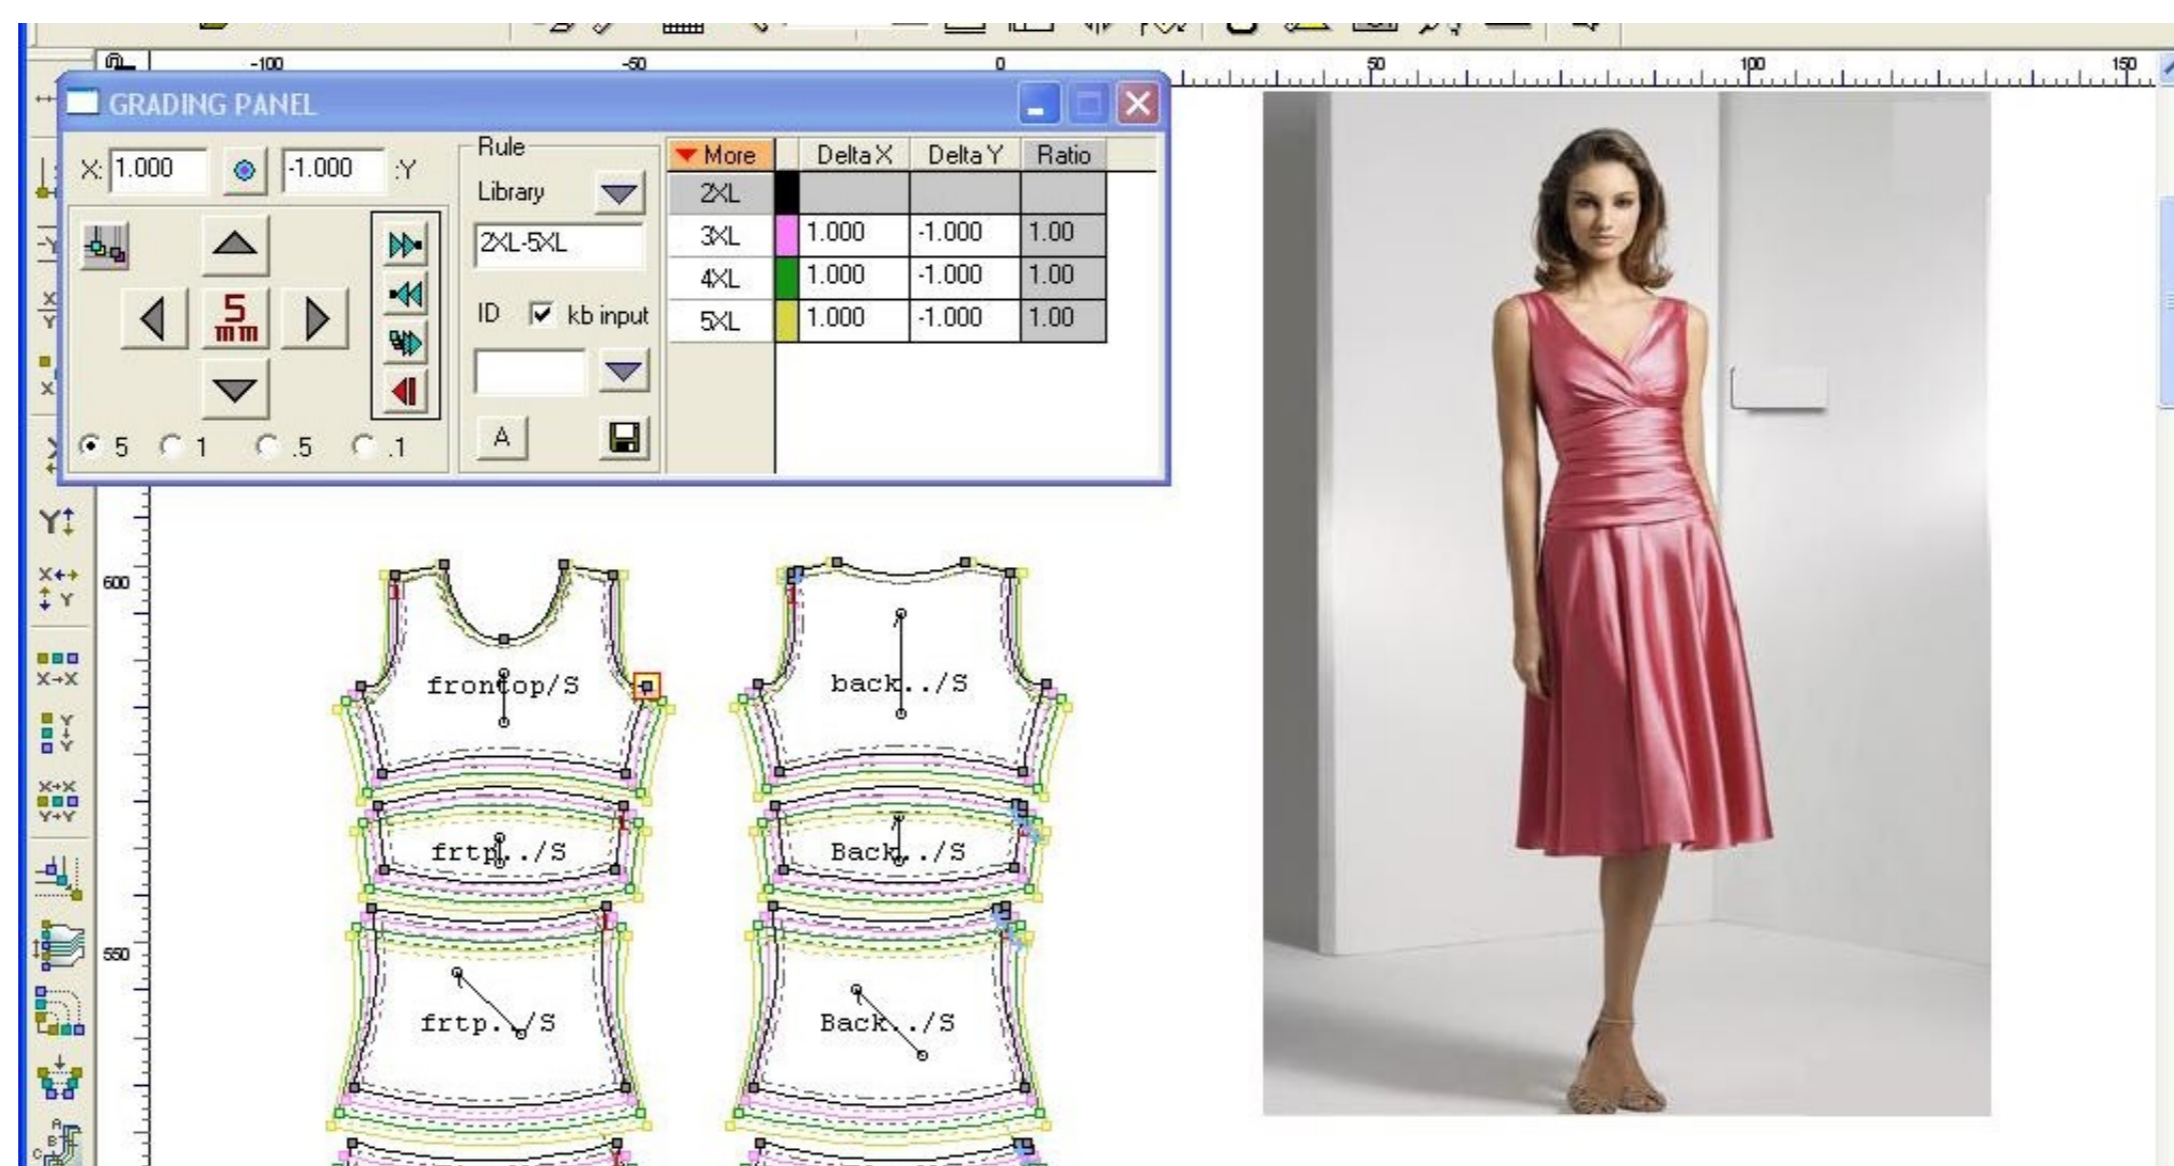 -100 -50 0 50 100 150
GRADING PANEL
X: 1.000 -1.000 :Y
5
mm
5 1 .5 .1
Rule
Library
2XL-5XL
ID kb input
A
More Delta X Delta Y Ratio
2XL
3XL 1.000 -1.000 1.00
4XL 1.000 -1.000 1.00
5XL 1.000 -1.000 1.00
Y
X
Y
X→X
Y
Y
X→X
Y→Y
A
B
C
600
550
frontop/S back../S
frtp../S Back../S
frtp../S Back../S